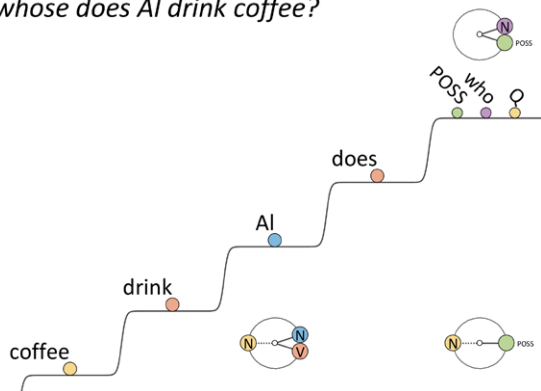 whose does Al drink coffee?
N
POSS
POSS who Q
does
Al
drink
N N V
N POSS
coffee